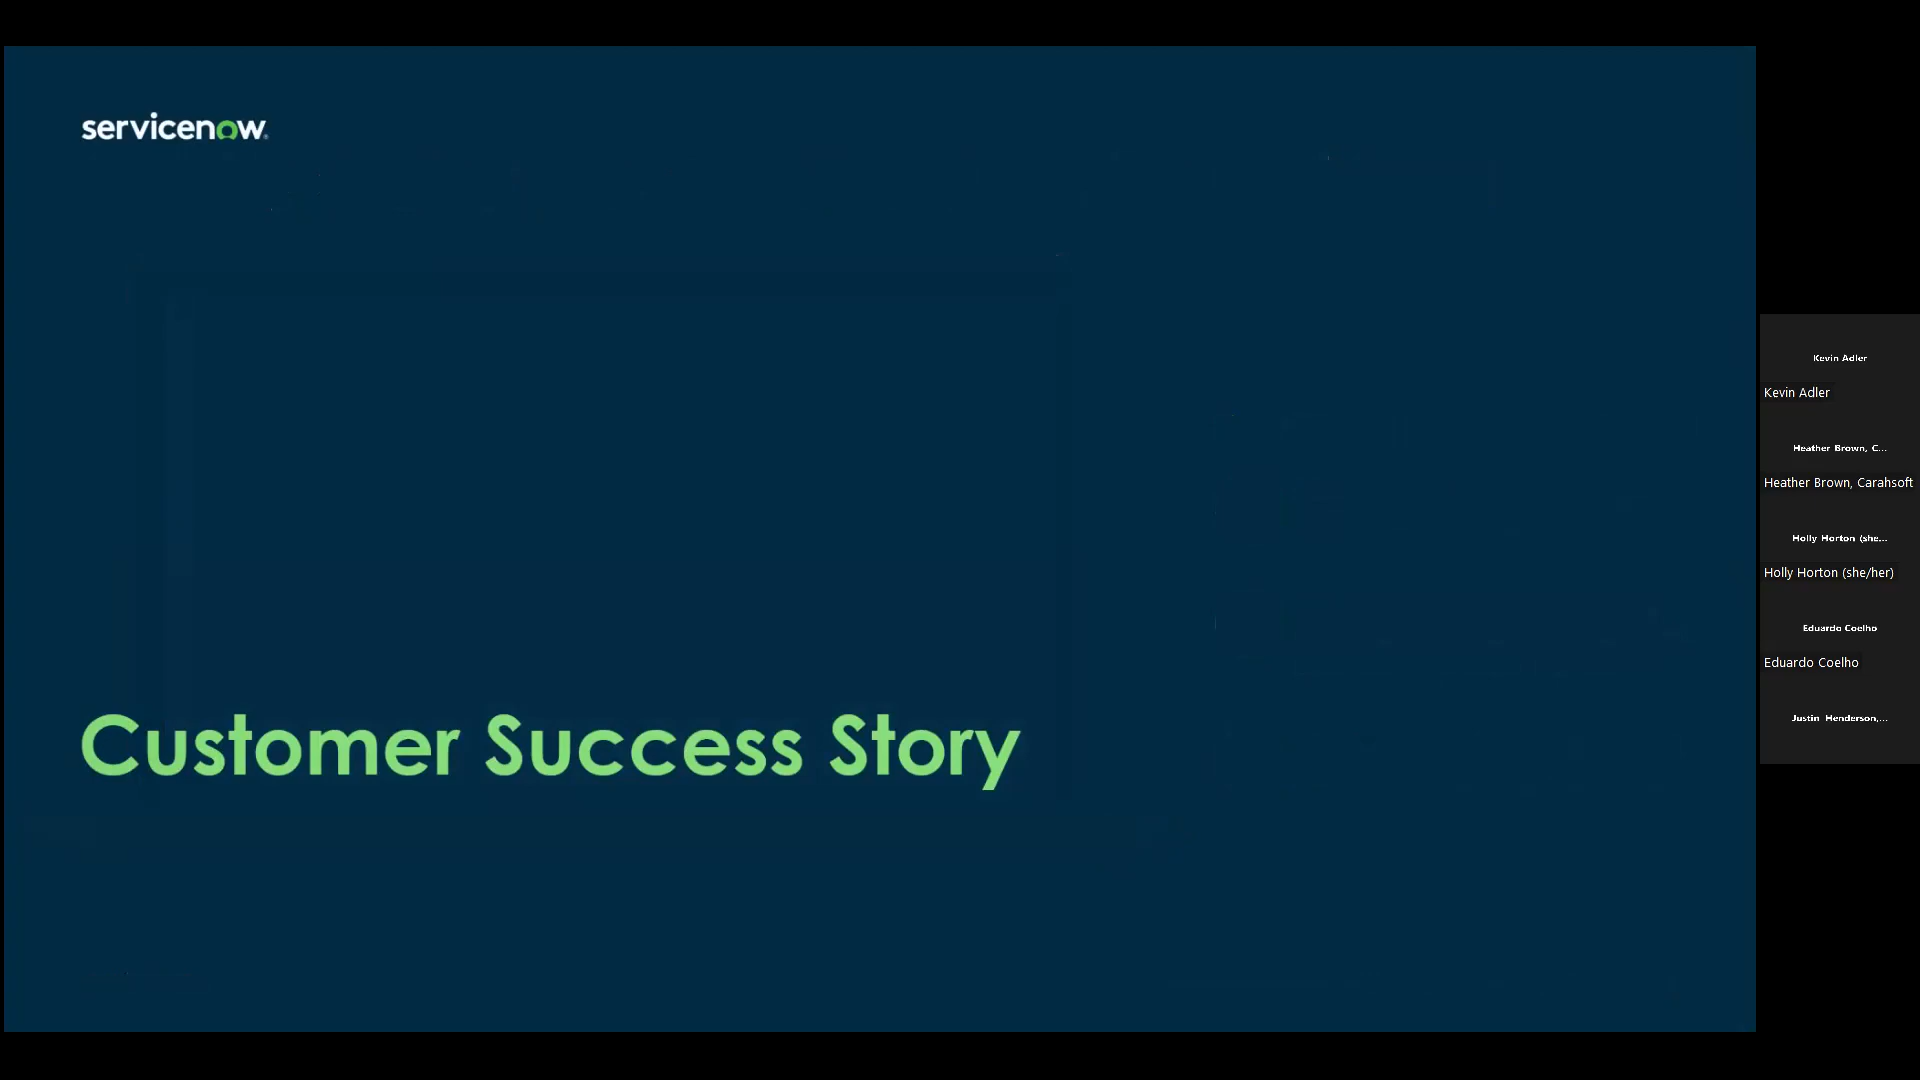 servicenow
Customer Success Story
Kevin Adler
Kevin Adler
Heather Brown, C...
Heather Brown, Carahsoft
Holly Horton (she...
Holly Horton (she/her)
Eduardo Coelho
Eduardo Coelho
Justin Henderson,...